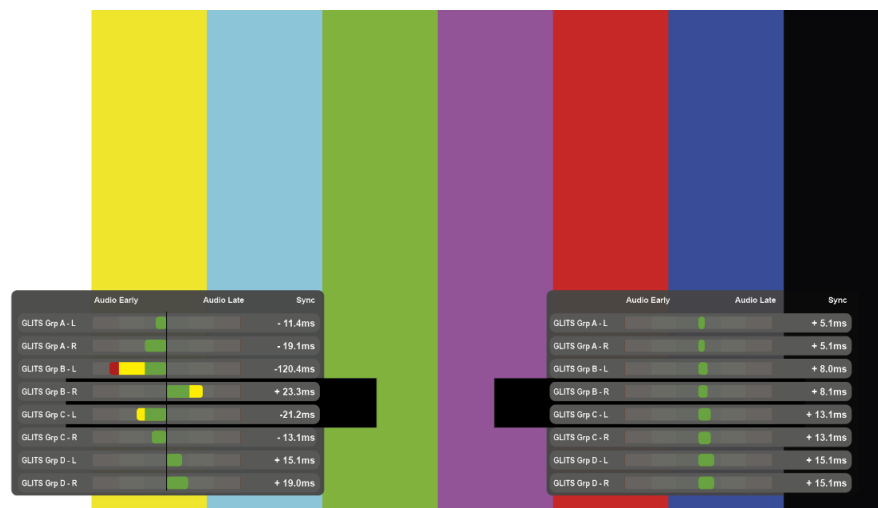 Audio Early Audio Late Sync
GLITS Grp A - L - 11.4ms
GLITS Grp A - R - 19.1ms
GLITS Grp B - L -120.4ms
GLITS Grp B - R + 23.3ms
GLITS Grp C - L -21.2ms
GLITS Grp C - R - 13.1ms
GLITS Grp D - L + 15.1ms
GLITS Grp D - R + 19.0ms
Audio Early Audio Late Sync
GLITS Grp A - L + 5.1ms
GLITS Grp A - R + 5.1ms
GLITS Grp B - L + 8.0ms
GLITS Grp B - R + 8.1ms
GLITS Grp C - L + 13.1ms
GLITS Grp C - R + 13.1ms
GLITS Grp D - L + 15.1ms
GLITS Grp D - R + 15.1ms